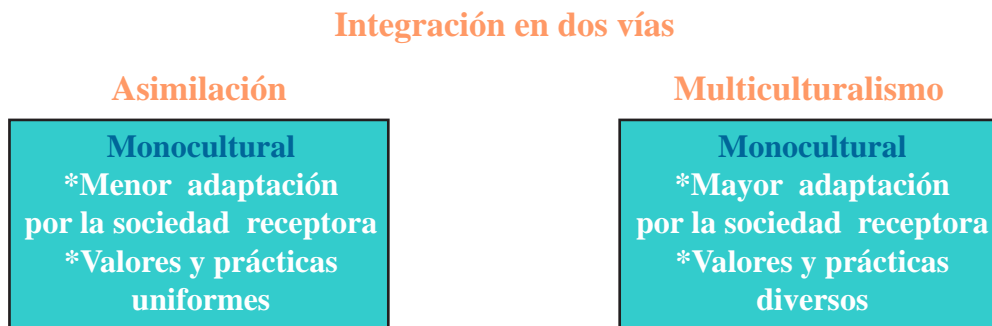 Integración en dos vías
Asimilación
Multiculturalismo
Monocultural
*Menor adaptación
por la sociedad receptora
*Valores y prácticas
uniformes
Monocultural
*Mayor adaptación
por la sociedad receptora
*Valores y prácticas
diversos